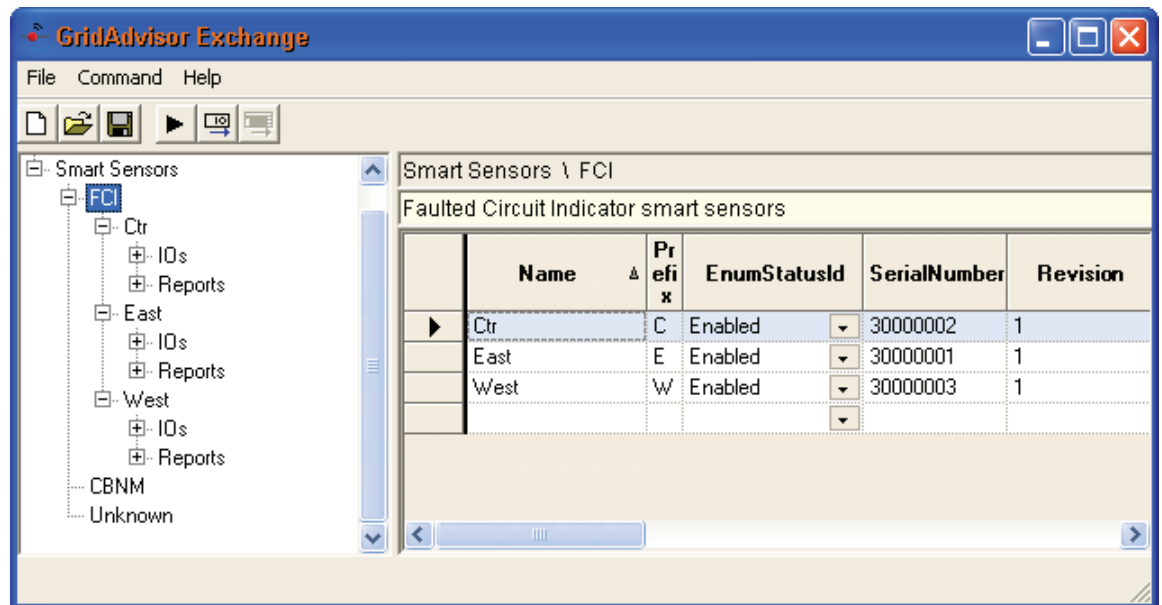 GridAdvisor Exchange
File Command Help
Smart Sensors
FCI
Ctr
IOs
Reports
East
IOs
Reports
West
IOs
Reports
CBNM
Unknown
Smart Sensors \ FCI
Faulted Circuit Indicator smart sensors
Name Prefix EnumStatusId SerialNumber Revision
Ctr C Enabled 30000002 1
East E Enabled 30000001 1
West W Enabled 30000003 1